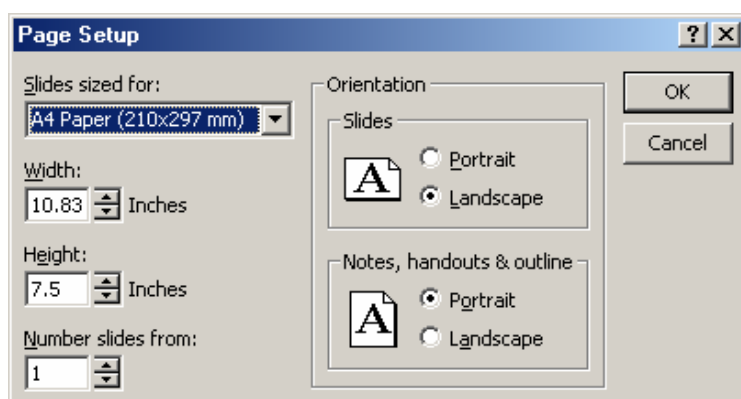 Page Setup
Slides sized for:
A4 Paper (210x297 mm)
Width:
10.83 Inches
Height:
7.5 Inches
Number slides from:
1
Orientation
Slides
A
Portrait
Landscape
Notes, handouts & outline
A
Portrait
Landscape
OK
Cancel